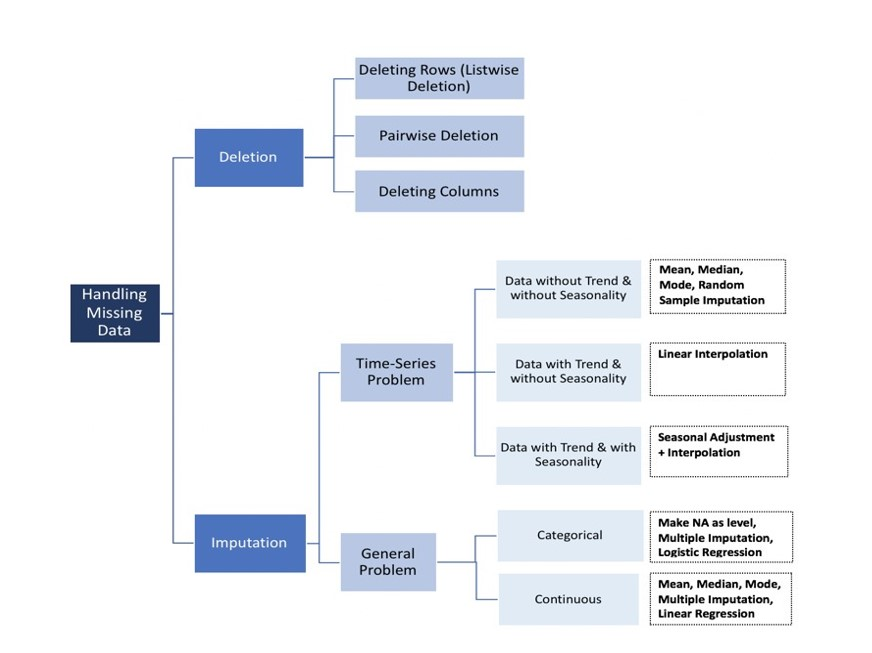 Deleting Rows (Listwise
Deletion)
Pairwise Deletion
Deletion
Deleting Columns
Handling
Missing
Data
Data without Trend &
without Seasonality
Mean, Median,
Mode, Random
Sample Imputation
Time-Series
Problem
Data with Trend &
without Seasonality
Linear Interpolation
Data with Trend & with
Seasonality
Seasonal Adjustment
+ Interpolation
Imputation
General
Problem
Categorical
Make NA as level,
Multiple Imputation,
Logistic Regression
Continuous
Mean, Median, Mode,
Multiple Imputation,
Linear Regression